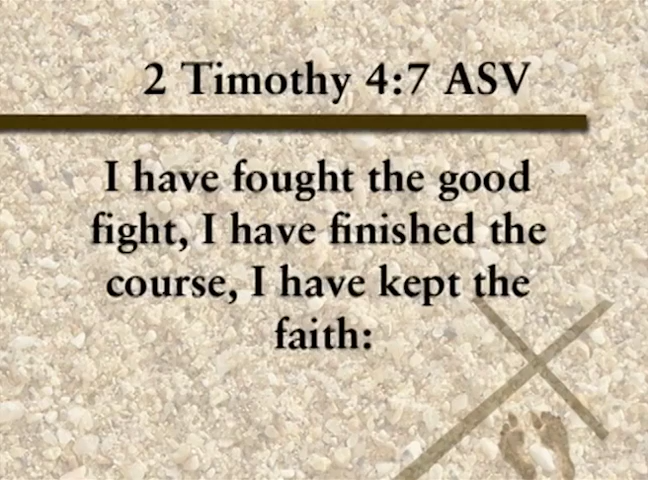 2 Timothy 4:7 ASV
I have fought the good
fight, I have finished the
course, I have kept the
faith: